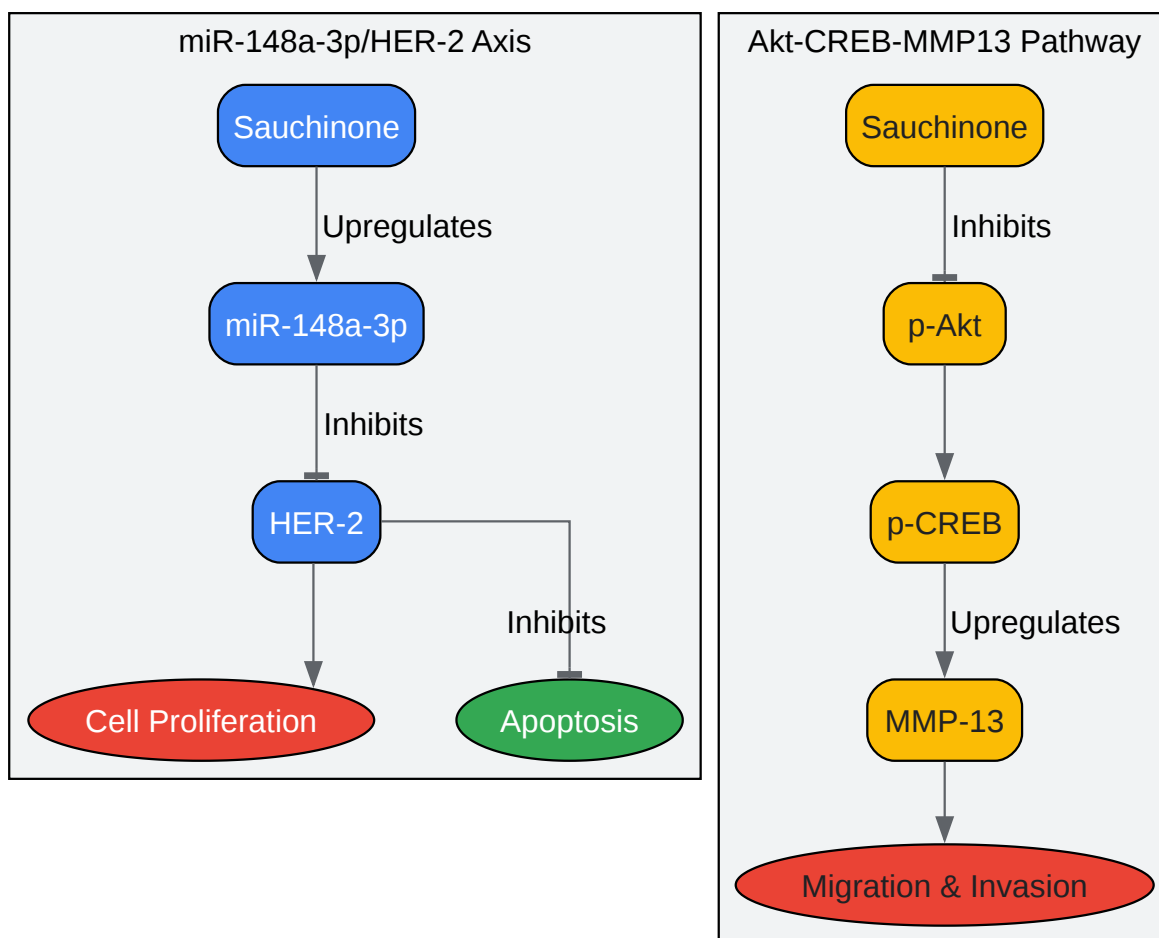 miR-148a-3p/HER-2 Axis
Sauchinone
Upregulates
miR-148a-3p
Inhibits
HER-2
Inhibits
Cell Proliferation
Apoptosis
Akt-CREB-MMP13 Pathway
Sauchinone
Inhibits
p-Akt
p-CREB
Upregulates
MMP-13
Migration & Invasion